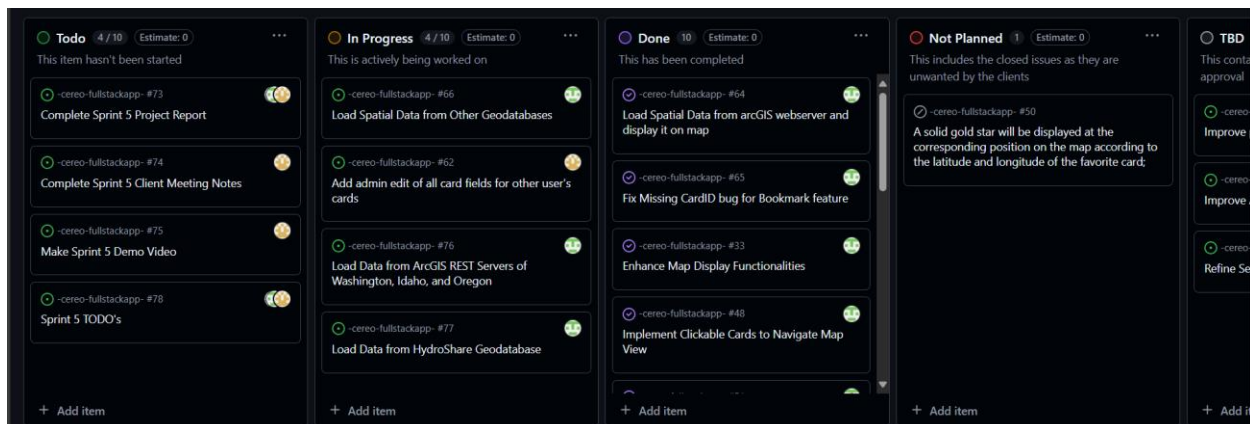 Todo 4 / 10 Estimate: 0 ...
This item hasn't been started
-cereo-fullstackapp- #73
Complete Sprint 5 Project Report
-cereo-fullstackapp- #74
Complete Sprint 5 Client Meeting Notes
-cereo-fullstackapp- #75
Make Sprint 5 Demo Video
-cereo-fullstackapp- #78
Sprint 5 TODO's
+ Add item
In Progress 4 / 10 Estimate: 0 ...
This is actively being worked on
-cereo-fullstackapp- #66
Load Spatial Data from Other Geodatabases
-cereo-fullstackapp- #62
Add admin edit of all card fields for other user's
cards
-cereo-fullstackapp- #76
Load Data from ArcGIS REST Servers of
Washington, Idaho, and Oregon
-cereo-fullstackapp- #77
Load Data from HydroShare Geodatabase
+ Add item
Done 10 Estimate: 0 ...
This has been completed
-cereo-fullstackapp- #64
Load Spatial Data from arcGIS webserver and
display it on map
-cereo-fullstackapp- #65
Fix Missing CardID bug for Bookmark feature
-cereo-fullstackapp- #33
Enhance Map Display Functionalities
-cereo-fullstackapp- #48
Implement Clickable Cards to Navigate Map
View
+ Add item
Not Planned 1 Estimate: 0 ...
This includes the closed issues as they are
unwanted by the clients
-cereo-fullstackapp- #50
A solid gold star will be displayed at the
corresponding position on the map according to
the latitude and longitude of the favorite card;
+ Add item
TBD
This conta
approval
-cereo-
Improve
-cereo-
Improve
-cereo-
Refine Se
+ Add it